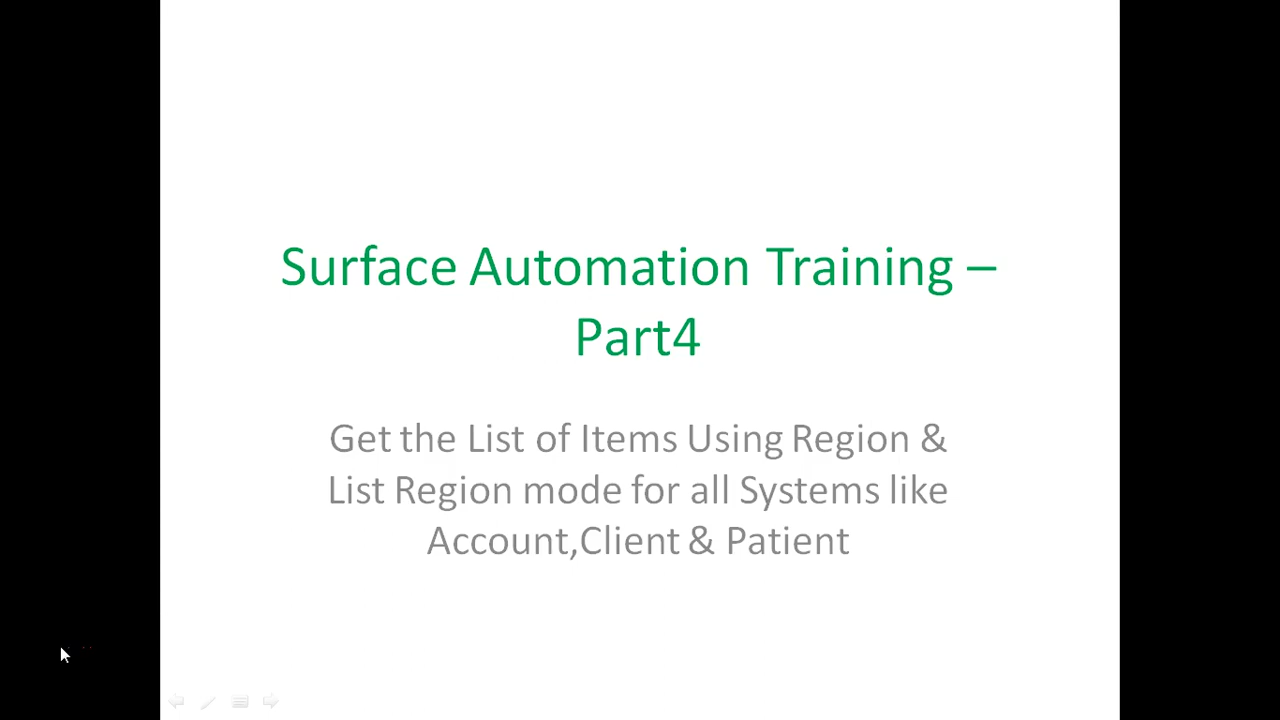 Surface Automation Training –
Part4
Get the List of Items Using Region &
List Region mode for all Systems like
Account,Client & Patient